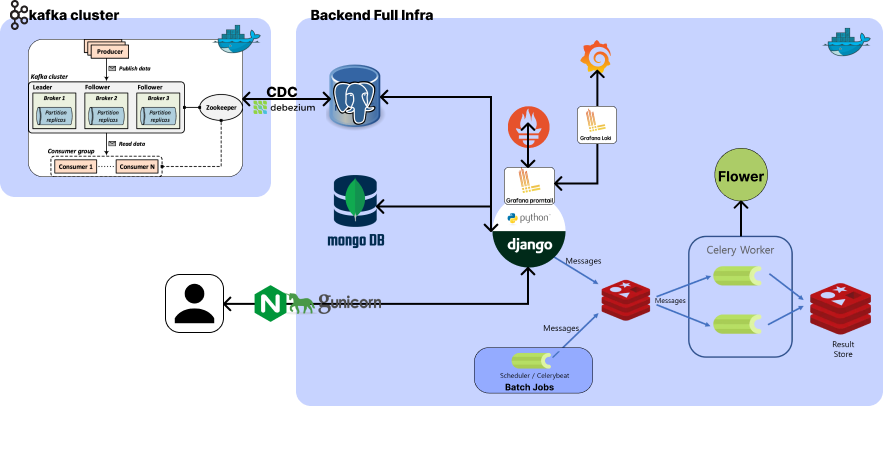 kafka cluster
Producer
Publish data
Kafka cluster
Leader
Follower
Follower
Broker 1
Broker 2
Broker 3
Partition
replicas
Partition
replicas
Partition
replicas
Zookeeper
Read data
Consumer group
Consumer 1
Consumer N
CDC
debezium
Backend Full Infra
mongo DB
Grafana Loki
Grafana promtail
python
django
Messages
Messages
Messages
Flower
Celery Worker
Result
Store
N
gunicorn
Scheduler / Celerybeat
Batch Jobs